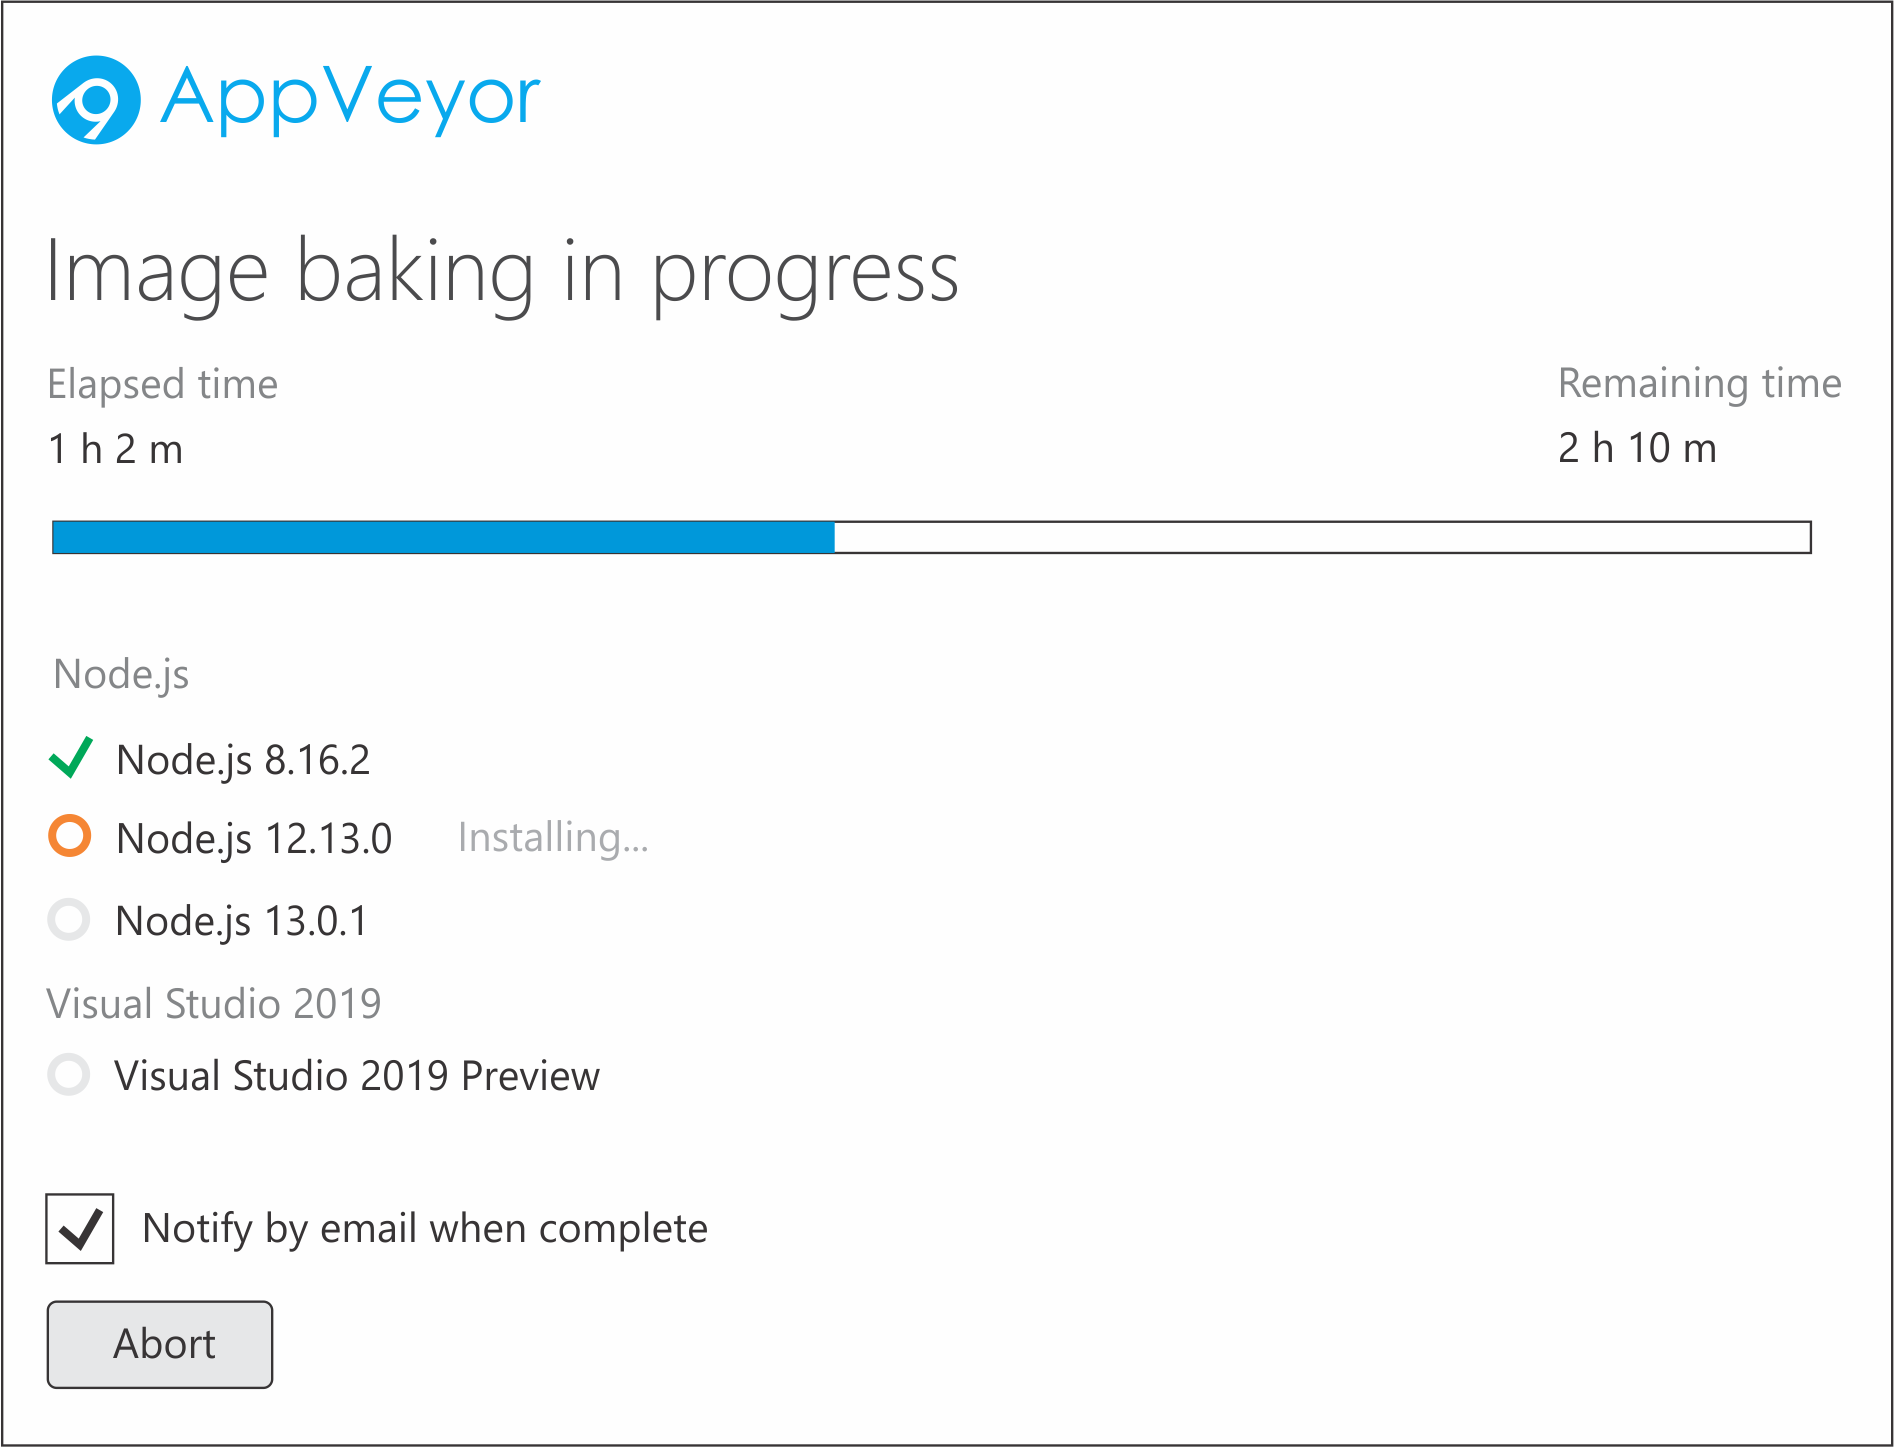 AppVeyor
Image baking in progress
Elapsed time
Remaining time
1 h 2 m
2 h 10 m
Node.js
Node.js 8.16.2
Node.js 12.13.0 Installing...
Node.js 13.0.1
Visual Studio 2019
Visual Studio 2019 Preview
Notify by email when complete
Abort